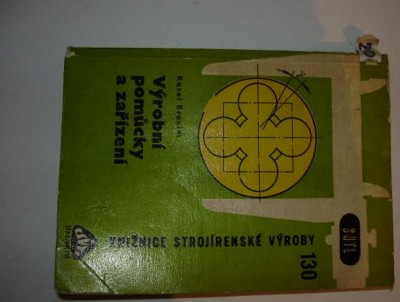 Karel Erazim
Výrobní
pomůcky
a zařízení
SNTL
KNIŽNICE STROJÍRENSKÉ VÝROBY
130